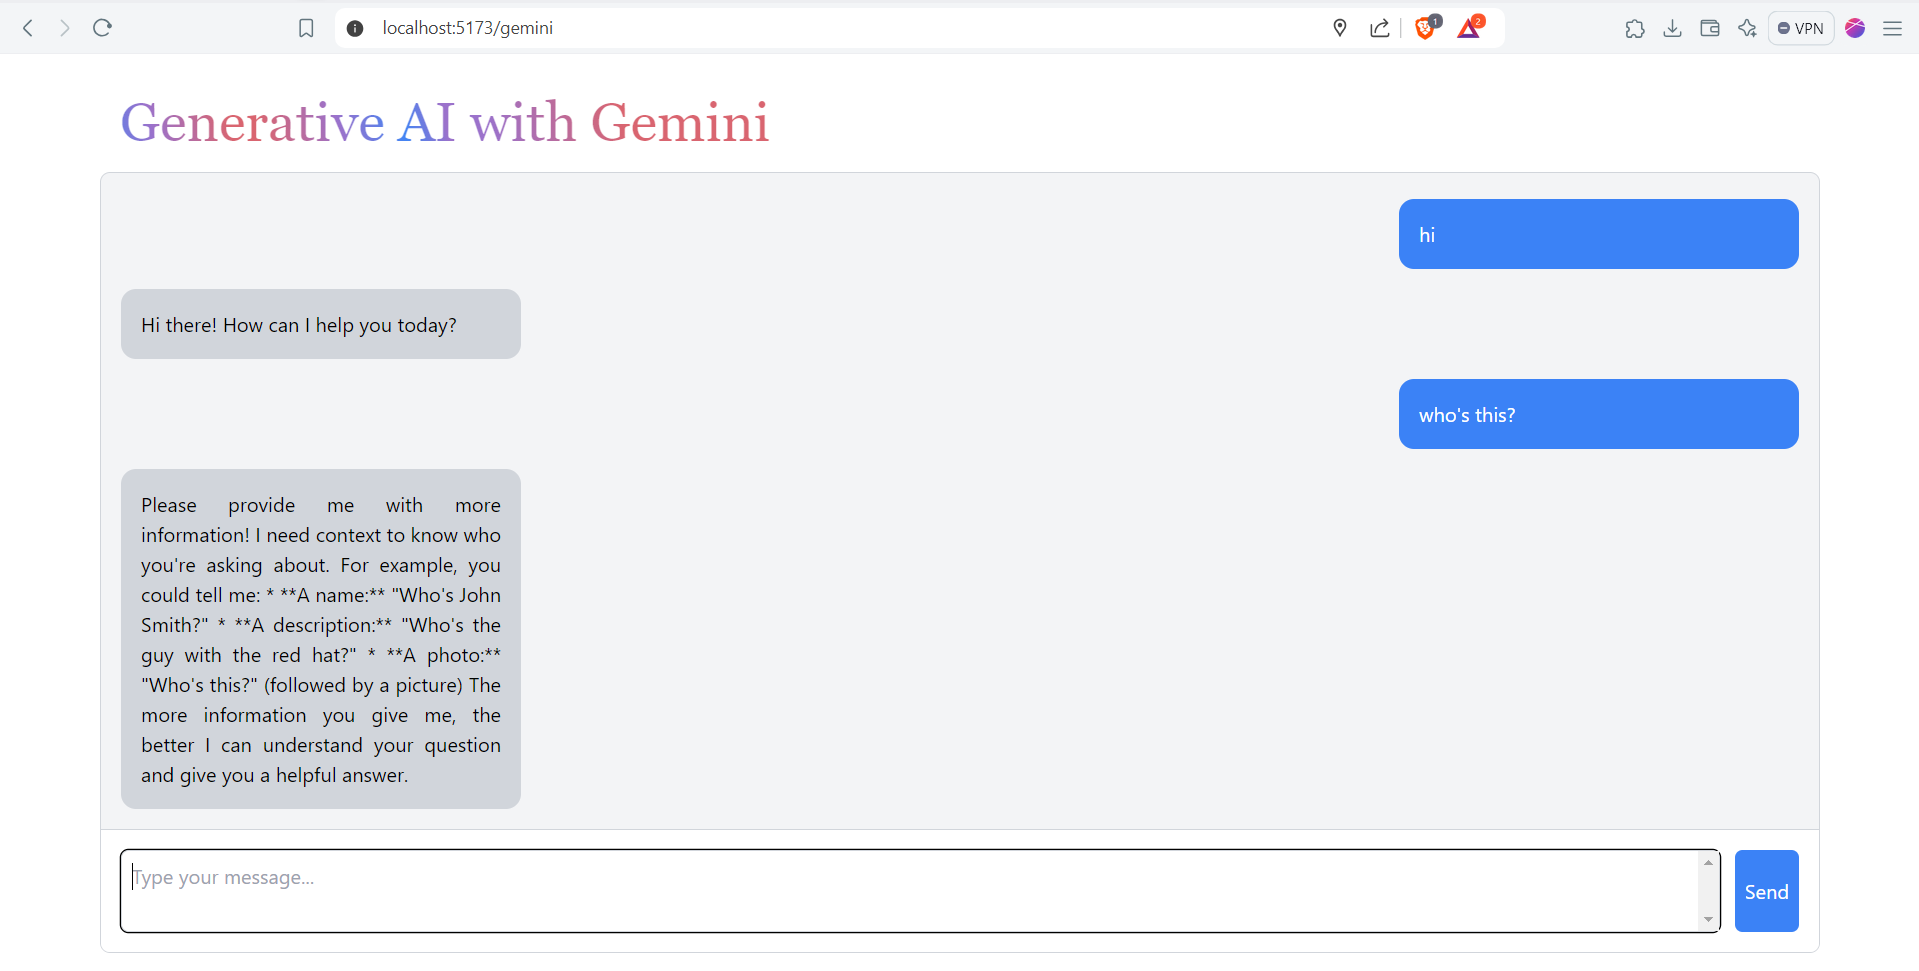 localhost:5173/gemini
1
2
VPN
Generative AI with Gemini
hi
Hi there! How can I help you today?
who's this?
Please provide me with more
information! I need context to know who
you're asking about. For example, you
could tell me: * **A name:** "Who's John
Smith?" * **A description:** "Who's the
guy with the red hat?" * **A photo:**
"Who's this?" (followed by a picture) The
more information you give me, the
better I can understand your question
and give you a helpful answer.
Type your message...
Send